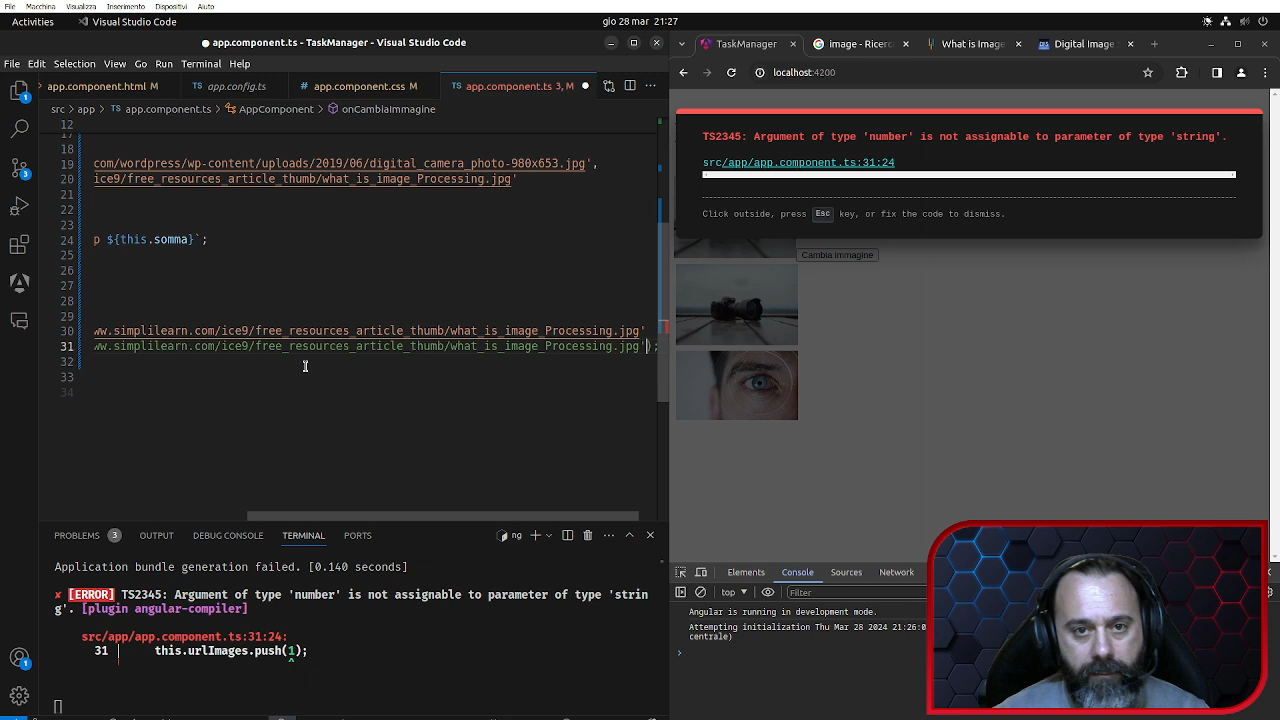 File Macchina Visualizza Inserimento Dispositivi Aiuto
Activities Visual Studio Code gio 28 mar 21:27
app.component.ts - TaskManager - Visual Studio Code
File Edit Selection View Go Run Terminal Help
app.component.html M app.config.ts app.component.css M app.component.ts 3, M
src > app > app.component.ts > AppComponent > onCambiaImmagine
12
17
18
19 com/wordpress/wp-content/uploads/2019/06/digital_camera_photo-980x653.jpg',
20 ice9/free_resources_article_thumb/what_is_image_Processing.jpg'
21
22
23
24 p ${this.somma}`;
25
26
27
28
29
30 ww.simplilearn.com/ice9/free_resources_article_thumb/what_is_image_Processing.jpg'
31 ww.simplilearn.com/ice9/free_resources_article_thumb/what_is_image_Processing.jpg');
32
33
34
PROBLEMS 3 OUTPUT DEBUG CONSOLE TERMINAL PORTS ng
Application bundle generation failed. [0.140 seconds]
✘ [ERROR] TS2345: Argument of type 'number' is not assignable to parameter of type 'strin
g'. [plugin angular-compiler]
src/app/app.component.ts:31:24:
31 │ this.urlImages.push(1);
TaskManager image - Ricerc What is Image Digital Image
localhost:4200
TS2345: Argument of type 'number' is not assignable to parameter of type 'string'.
src/app/app.component.ts:31:24
Click outside, press Esc key, or fix the code to dismiss.
Cambia immagine
Elements Console Sources Network
top Filter
Angular is running in development mode.
Attempting initialization Thu Mar 28 2024 21:26:0
centrale)